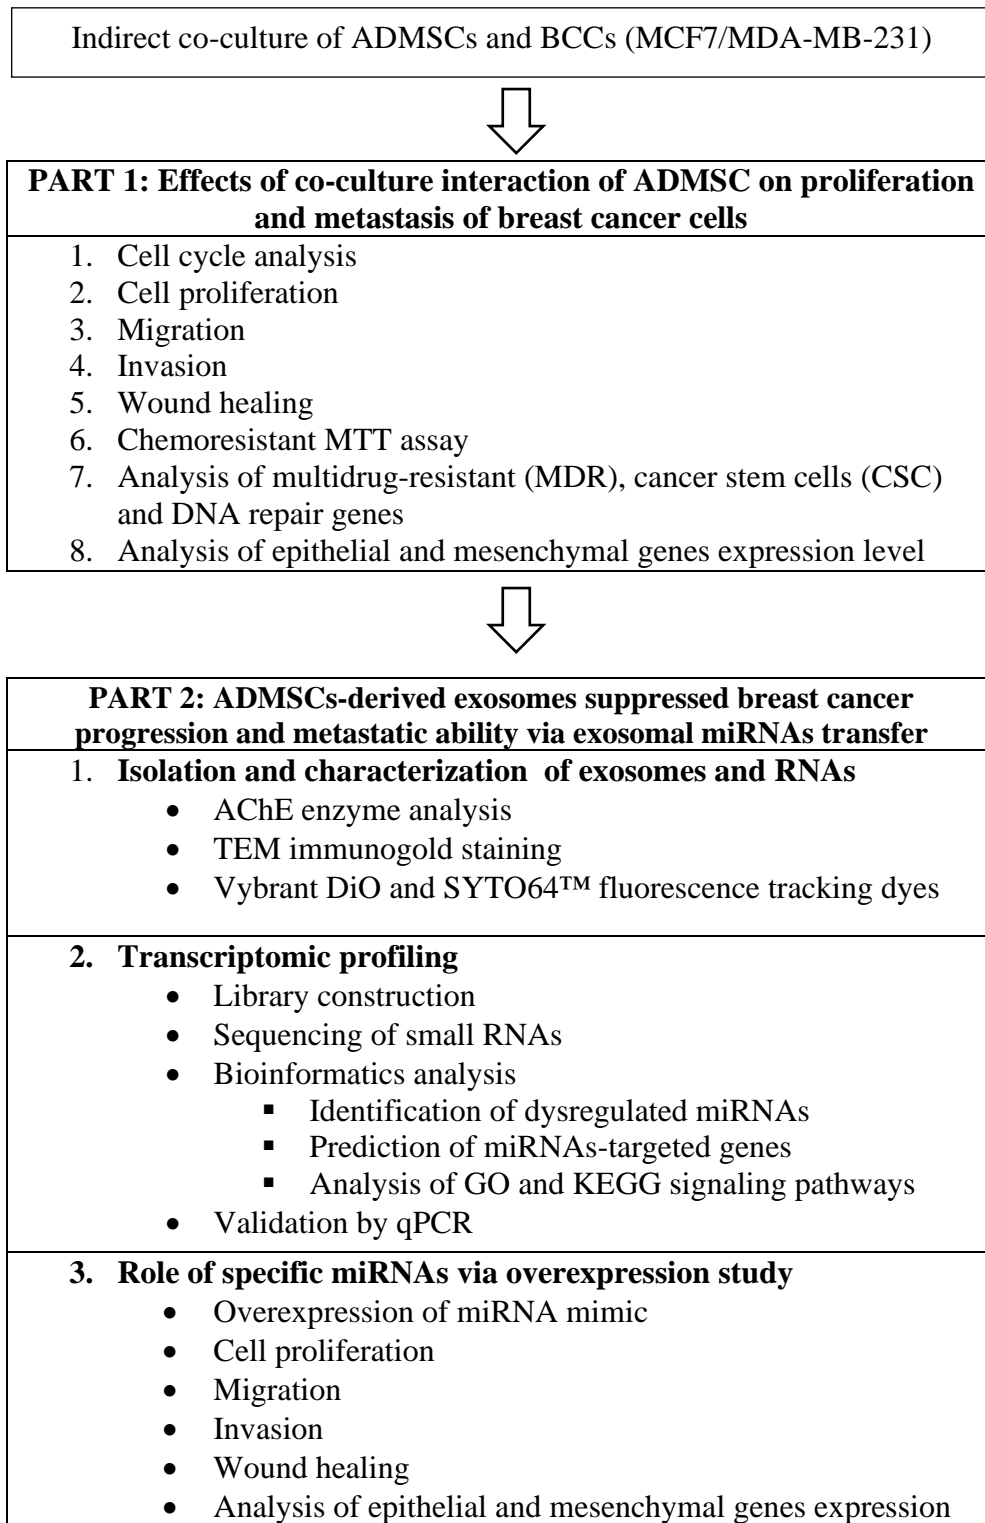 Indirect co-culture of ADMSCs and BCCs (MCF7/MDA-MB-231)
PART 1: Effects of co-culture interaction of ADMSC on proliferation
and metastasis of breast cancer cells
1. Cell cycle analysis
2. Cell proliferation
3. Migration
4. Invasion
5. Wound healing
6. Chemoresistant MTT assay
7. Analysis of multidrug-resistant (MDR), cancer stem cells (CSC)
and DNA repair genes
8. Analysis of epithelial and mesenchymal genes expression level
PART 2: ADMSCs-derived exosomes suppressed breast cancer
progression and metastatic ability via exosomal miRNAs transfer
1. Isolation and characterization of exosomes and RNAs
• AChE enzyme analysis
• TEM immunogold staining
• Vybrant DiO and SYTO64™ fluorescence tracking dyes
2. Transcriptomic profiling
• Library construction
• Sequencing of small RNAs
• Bioinformatics analysis
▪ Identification of dysregulated miRNAs
▪ Prediction of miRNAs-targeted genes
▪ Analysis of GO and KEGG signaling pathways
• Validation by qPCR
3. Role of specific miRNAs via overexpression study
• Overexpression of miRNA mimic
• Cell proliferation
• Migration
• Invasion
• Wound healing
• Analysis of epithelial and mesenchymal genes expression